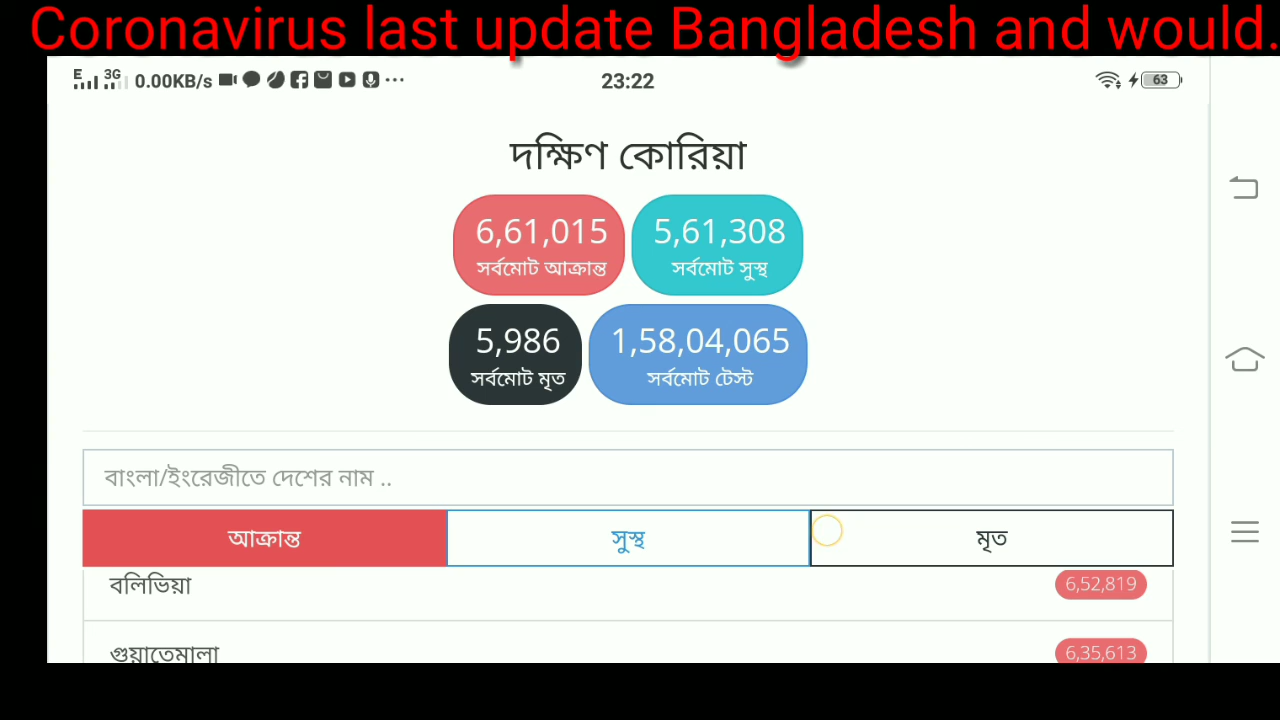 Coronavirus last update Bangladesh and would.
E 3G 0.00KB/s 23:22 63
দক্ষিণ কোরিয়া
6,61,015 5,61,308
সর্বমোট আক্রান্ত সর্বমোট সুস্থ
5,986 1,58,04,065
সর্বমোট মৃত সর্বমোট টেস্ট
বাংলা/ইংরেজীতে দেশের নাম ..
আক্রান্ত সুস্থ মৃত
বলিভিয়া 6,52,819
গুয়াতেমালা 6,35,613